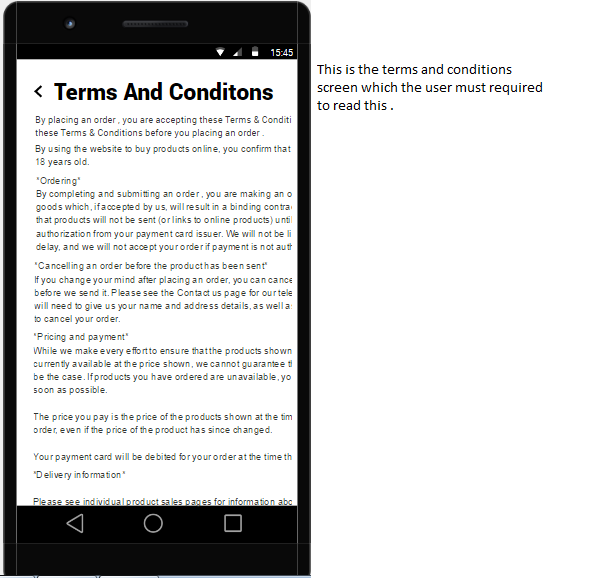 15:45
Terms And Conditons
By placing an order , you are accepting these Terms & Conditi
these Terms & Conditions before you placing an order .
By using the website to buy products online, you confirm that
18 years old.
"Ordering"
By completing and submitting an order , you are making an o
goods which, if accepted by us, will result in a binding contra
that products will not be sent (or links to online products) until
authorization from your payment card issuer. We will not be li
delay, and we will not accept your order if payment is not auth
"Cancelling an order before the product has been sent"
If you change your mind after placing an order, you can cance
before we send it. Please see the Contact us page for our tele
will need to give us your name and address details, as well a
to cancel your order.
"Pricing and payment"
While we make every effort to ensure that the products shown
currently available at the price shown, we cannot guarantee th
be the case. If products you have ordered are unavailable, yo
soon as possible.
The price you pay is the price of the products shown at the tim
order, even if the price of the product has since changed.
Your payment card will be debited for your order at the time th
"Delivery information"
Please see individual product sales pages for information abo
This is the terms and conditions
screen which the user must required
to read this .